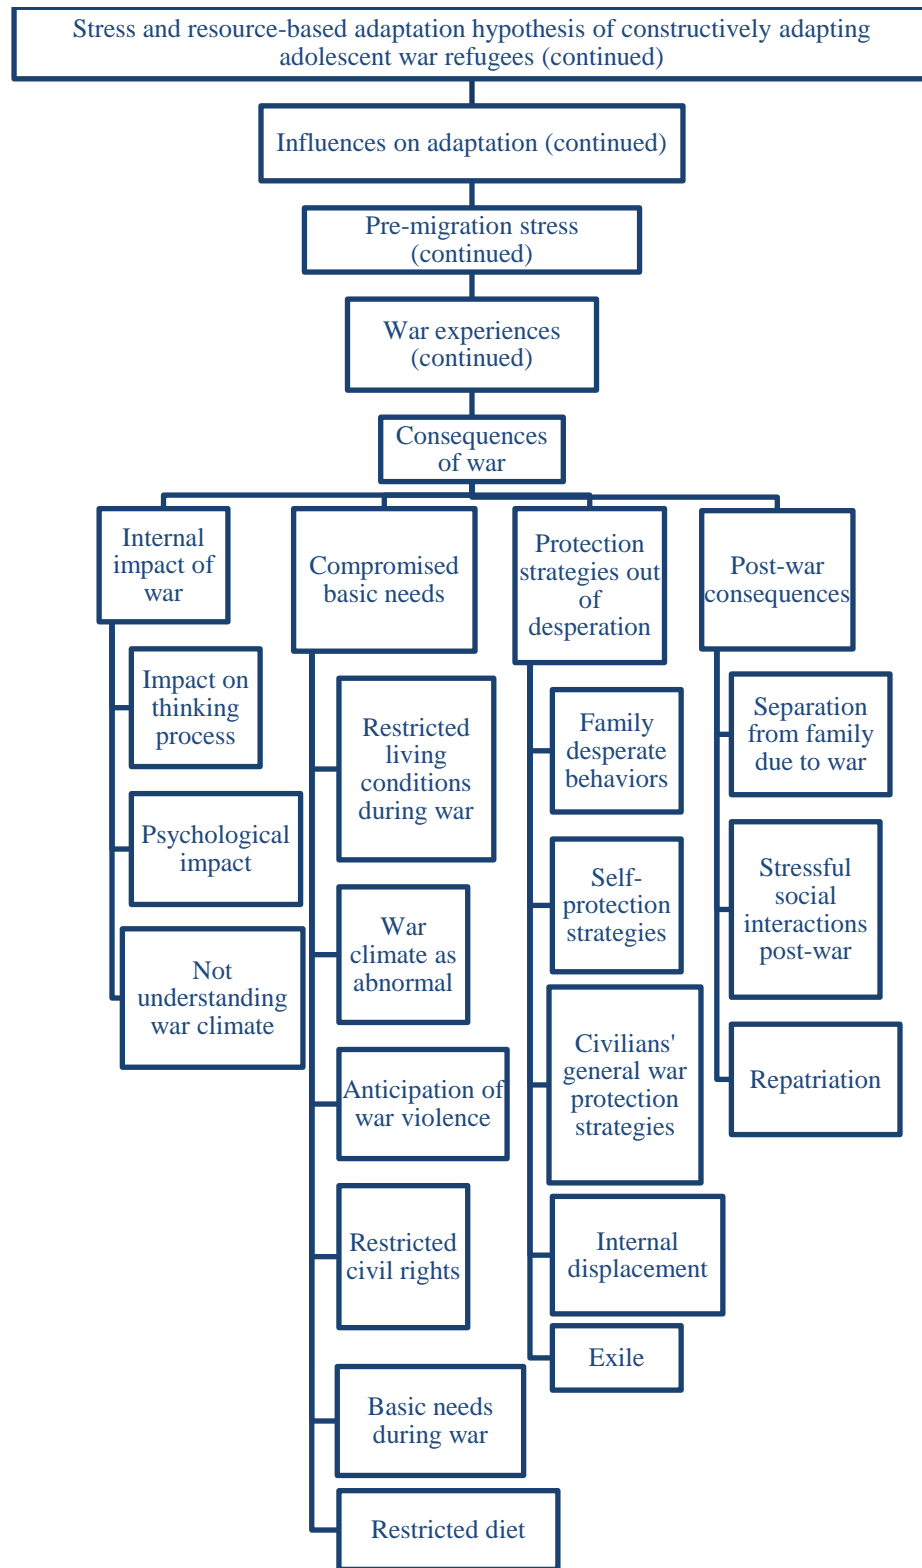 Stress and resource-based adaptation hypothesis of constructively adapting
adolescent war refugees (continued)
Influences on adaptation (continued)
Pre-migration stress
(continued)
War experiences
(continued)
Consequences
of war
Internal
impact of
war
Impact on
thinking
process
Psychological
impact
Not
understanding
war climate
Compromised
basic needs
Restricted
living
conditions
during war
War
climate as
abnormal
Anticipation of
war violence
Restricted
civil rights
Basic needs
during war
Restricted diet
Protection
strategies out
of
desperation
Family
desperate
behaviors
Self-
protection
strategies
Civilians'
general war
protection
strategies
Internal
displacement
Exile
Post-war
consequences
Separation
from family
due to war
Stressful
social
interactions
post-war
Repatriation